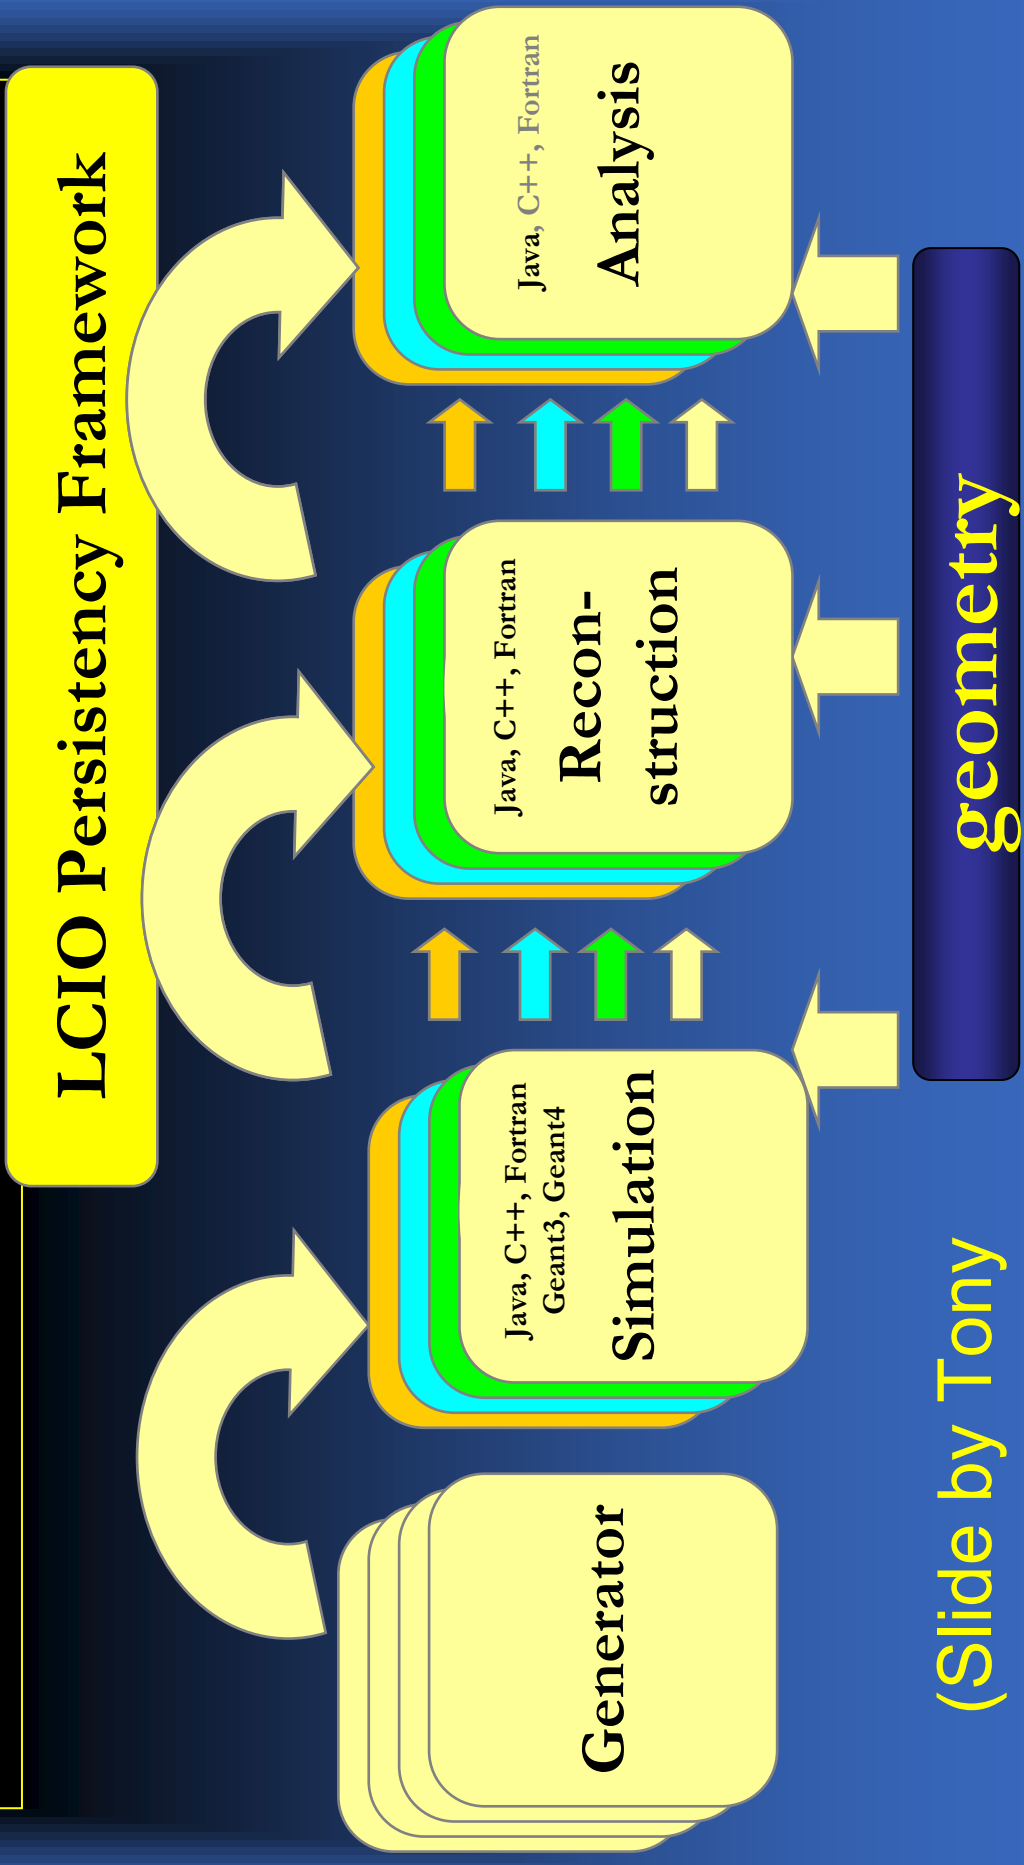 LCIO Persistency Framework
Generator
Java, C++, Fortran
Geant3, Geant4
Simulation
Java, C++, Fortran
Recon-
struction
Java, C++, Fortran
Analysis
geometry
(Slide by Tony